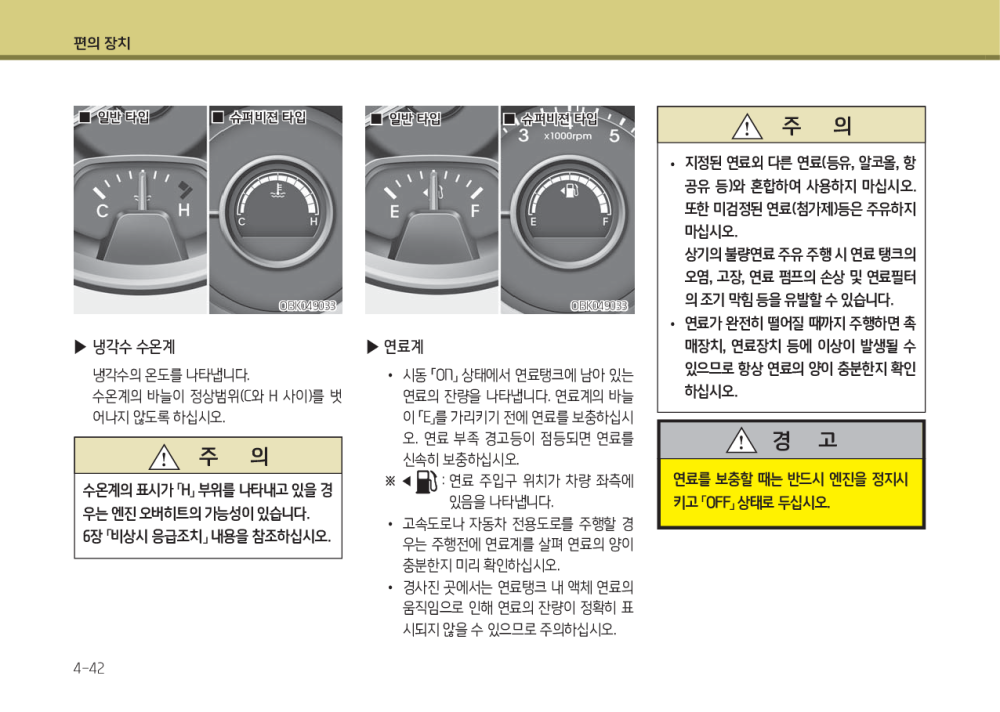 편의 장치
■ 일반 타입
■ 슈퍼비젼 타입
C
H
C
H
OBK049033
▶ 냉각수 수온계
냉각수의 온도를 나타냅니다.
수온계의 바늘이 정상범위(C와 H 사이)를 벗
어나지 않도록 하십시오.
주 의
수온계의 표시가 ｢H｣ 부위를 나타내고 있을 경
우는 엔진 오버히트의 가능성이 있습니다.
6장 ｢비상시 응급조치｣ 내용을 참조하십시오.
■ 일반 타입
■ 슈퍼비젼 타입
3 x1000rpm 5
E
F
E
F
OBK049033
▶ 연료계
• 시동 ｢ON｣ 상태에서 연료탱크에 남아 있는
연료의 잔량을 나타냅니다. 연료계의 바늘
이 ｢E｣를 가리키기 전에 연료를 보충하십시
오. 연료 부족 경고등이 점등되면 연료를
신속히 보충하십시오.
※ ◀ : 연료 주입구 위치가 차량 좌측에
있음을 나타냅니다.
• 고속도로나 자동차 전용도로를 주행할 경
우는 주행전에 연료계를 살펴 연료의 양이
충분한지 미리 확인하십시오.
• 경사진 곳에서는 연료탱크 내 액체 연료의
움직임으로 인해 연료의 잔량이 정확히 표
시되지 않을 수 있으므로 주의하십시오.
주 의
• 지정된 연료외 다른 연료(등유, 알코올, 항
공유 등)와 혼합하여 사용하지 마십시오.
또한 미검정된 연료(첨가제)등은 주유하지
마십시오.
상기의 불량연료 주유 주행 시 연료 탱크의
오염, 고장, 연료 펌프의 손상 및 연료필터
의 조기 막힘 등을 유발할 수 있습니다.
• 연료가 완전히 떨어질 때까지 주행하면 촉
매장치, 연료장치 등에 이상이 발생될 수
있으므로 항상 연료의 양이 충분한지 확인
하십시오.
경 고
연료를 보충할 때는 반드시 엔진을 정지시
키고 ｢OFF｣ 상태로 두십시오.
4-42